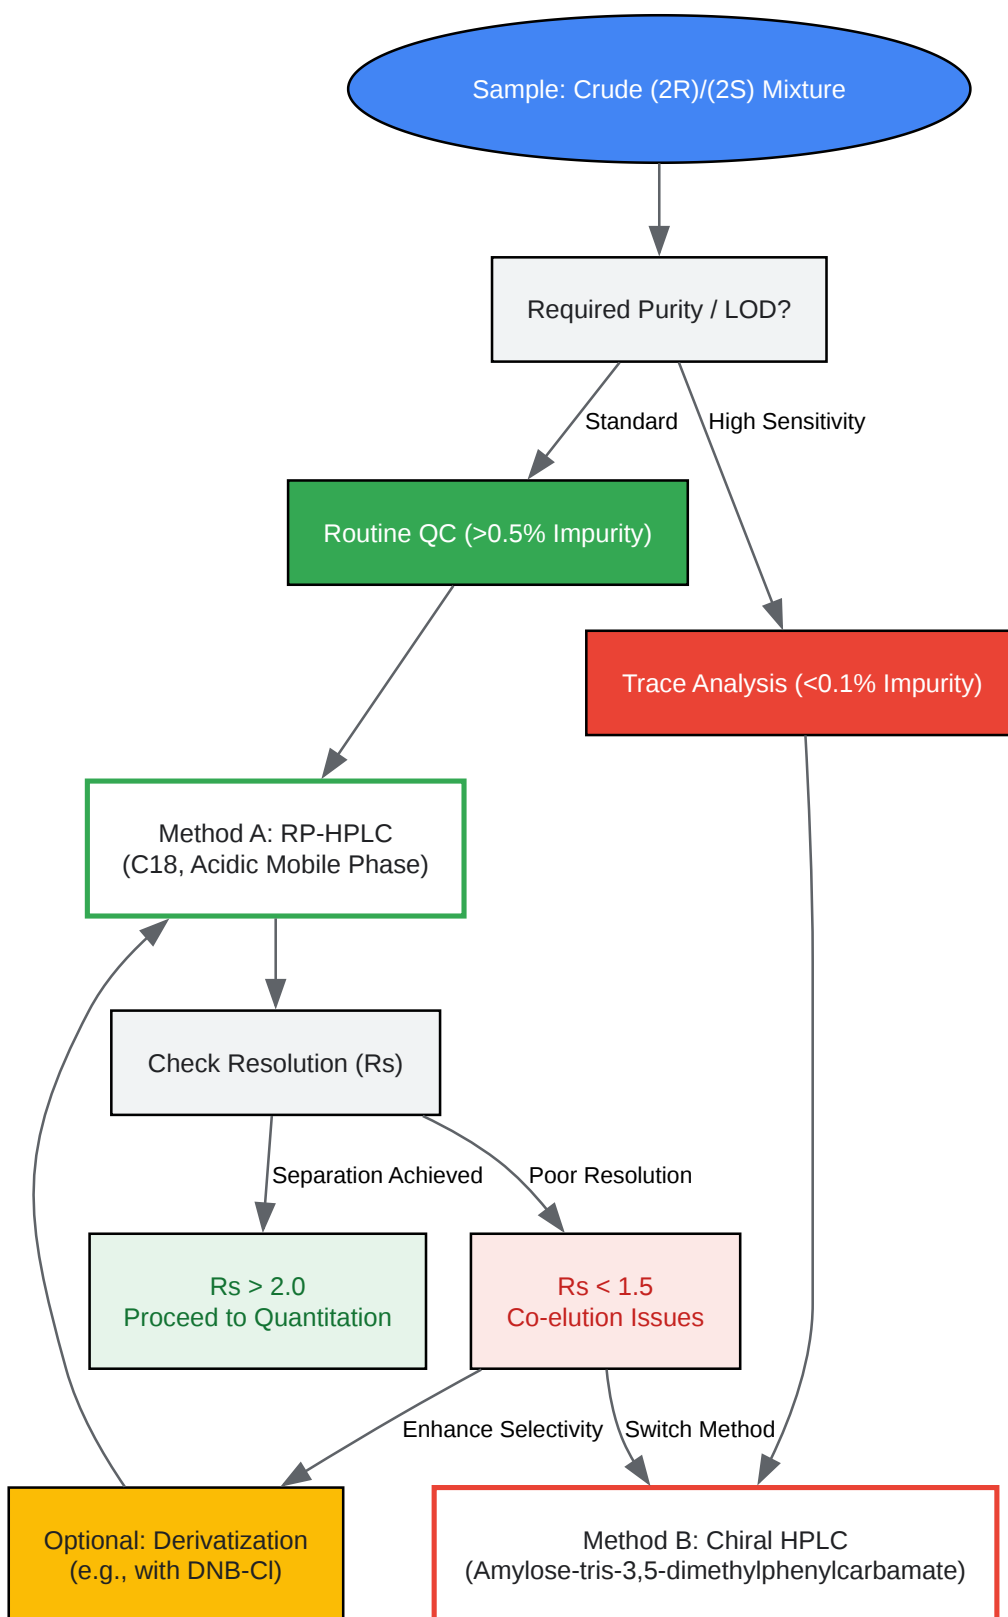 Sample: Crude (2R)/(2S) Mixture
Required Purity / LOD?
Standard
High Sensitivity
Routine QC (>0.5% Impurity)
Trace Analysis (<0.1% Impurity)
Method A: RP-HPLC
(C18, Acidic Mobile Phase)
Check Resolution (Rs)
Separation Achieved
Poor Resolution
Rs > 2.0
Proceed to Quantitation
Rs < 1.5
Co-elution Issues
Enhance Selectivity
Switch Method
Optional: Derivatization
(e.g., with DNB-Cl)
Method B: Chiral HPLC
(Amylose-tris-3,5-dimethylphenylcarbamate)